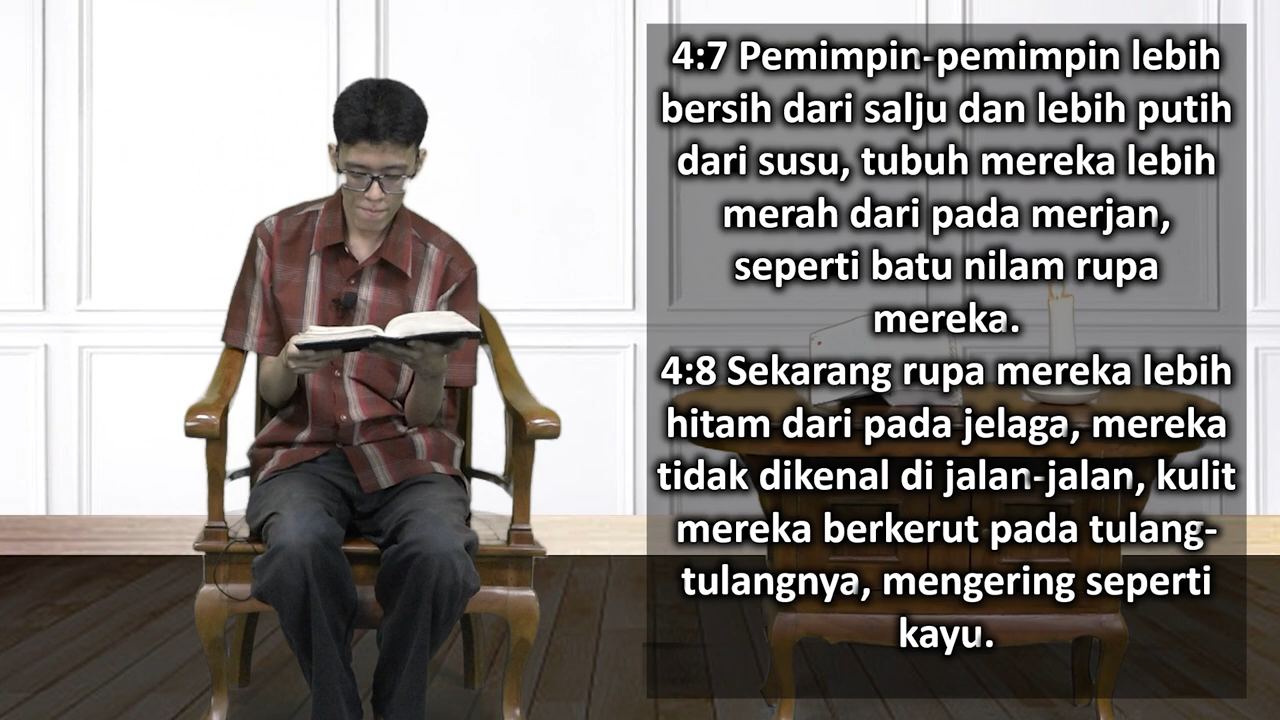 4:7 Pemimpin-pemimpin lebih
bersih dari salju dan lebih putih
dari susu, tubuh mereka lebih
merah dari pada merjan,
seperti batu nilam rupa
mereka.
4:8 Sekarang rupa mereka lebih
hitam dari pada jelaga, mereka
tidak dikenal di jalan-jalan, kulit
mereka berkerut pada tulang-
tulangnya, mengering seperti
kayu.